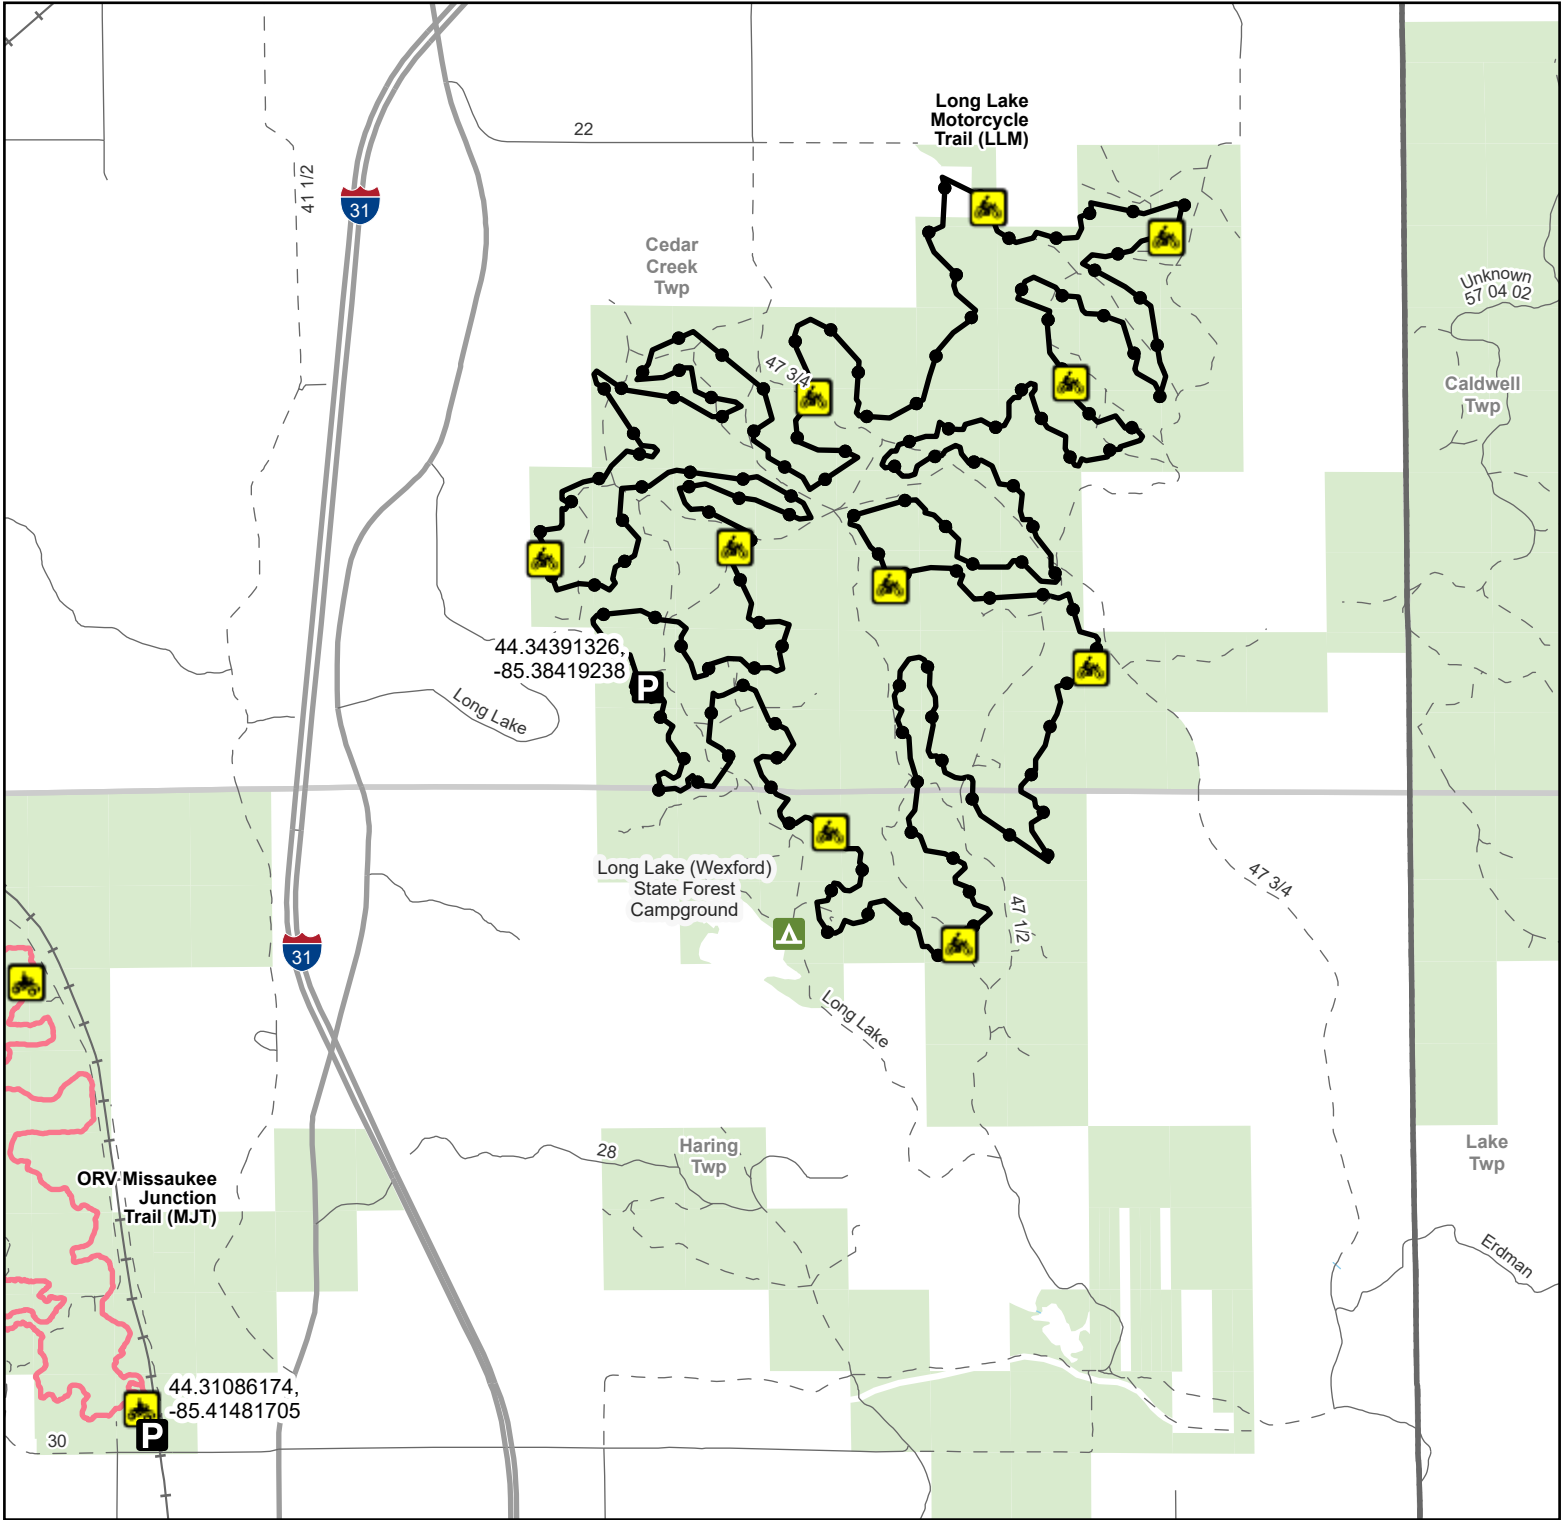 Long Lake
Motorcycle
Trail (LLM)
22
41 1/2
31
Cedar
Creek
Twp
Unknown
57 04 02
47 3/4
Caldwell
Twp
44.34391326,
-85.38419238
P
Long Lake
Long Lake (Wexford)
State Forest
Campground
47 3/4
47 1/2
31
Long Lake
28
Haring
Twp
Lake
Twp
ORV Missaukee
Junction
Trail (MJT)
Erdman
44.31086174,
-85.41481705
P
30